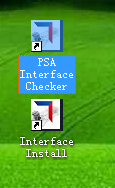 PSA
Interface
Checker
Interface
Install